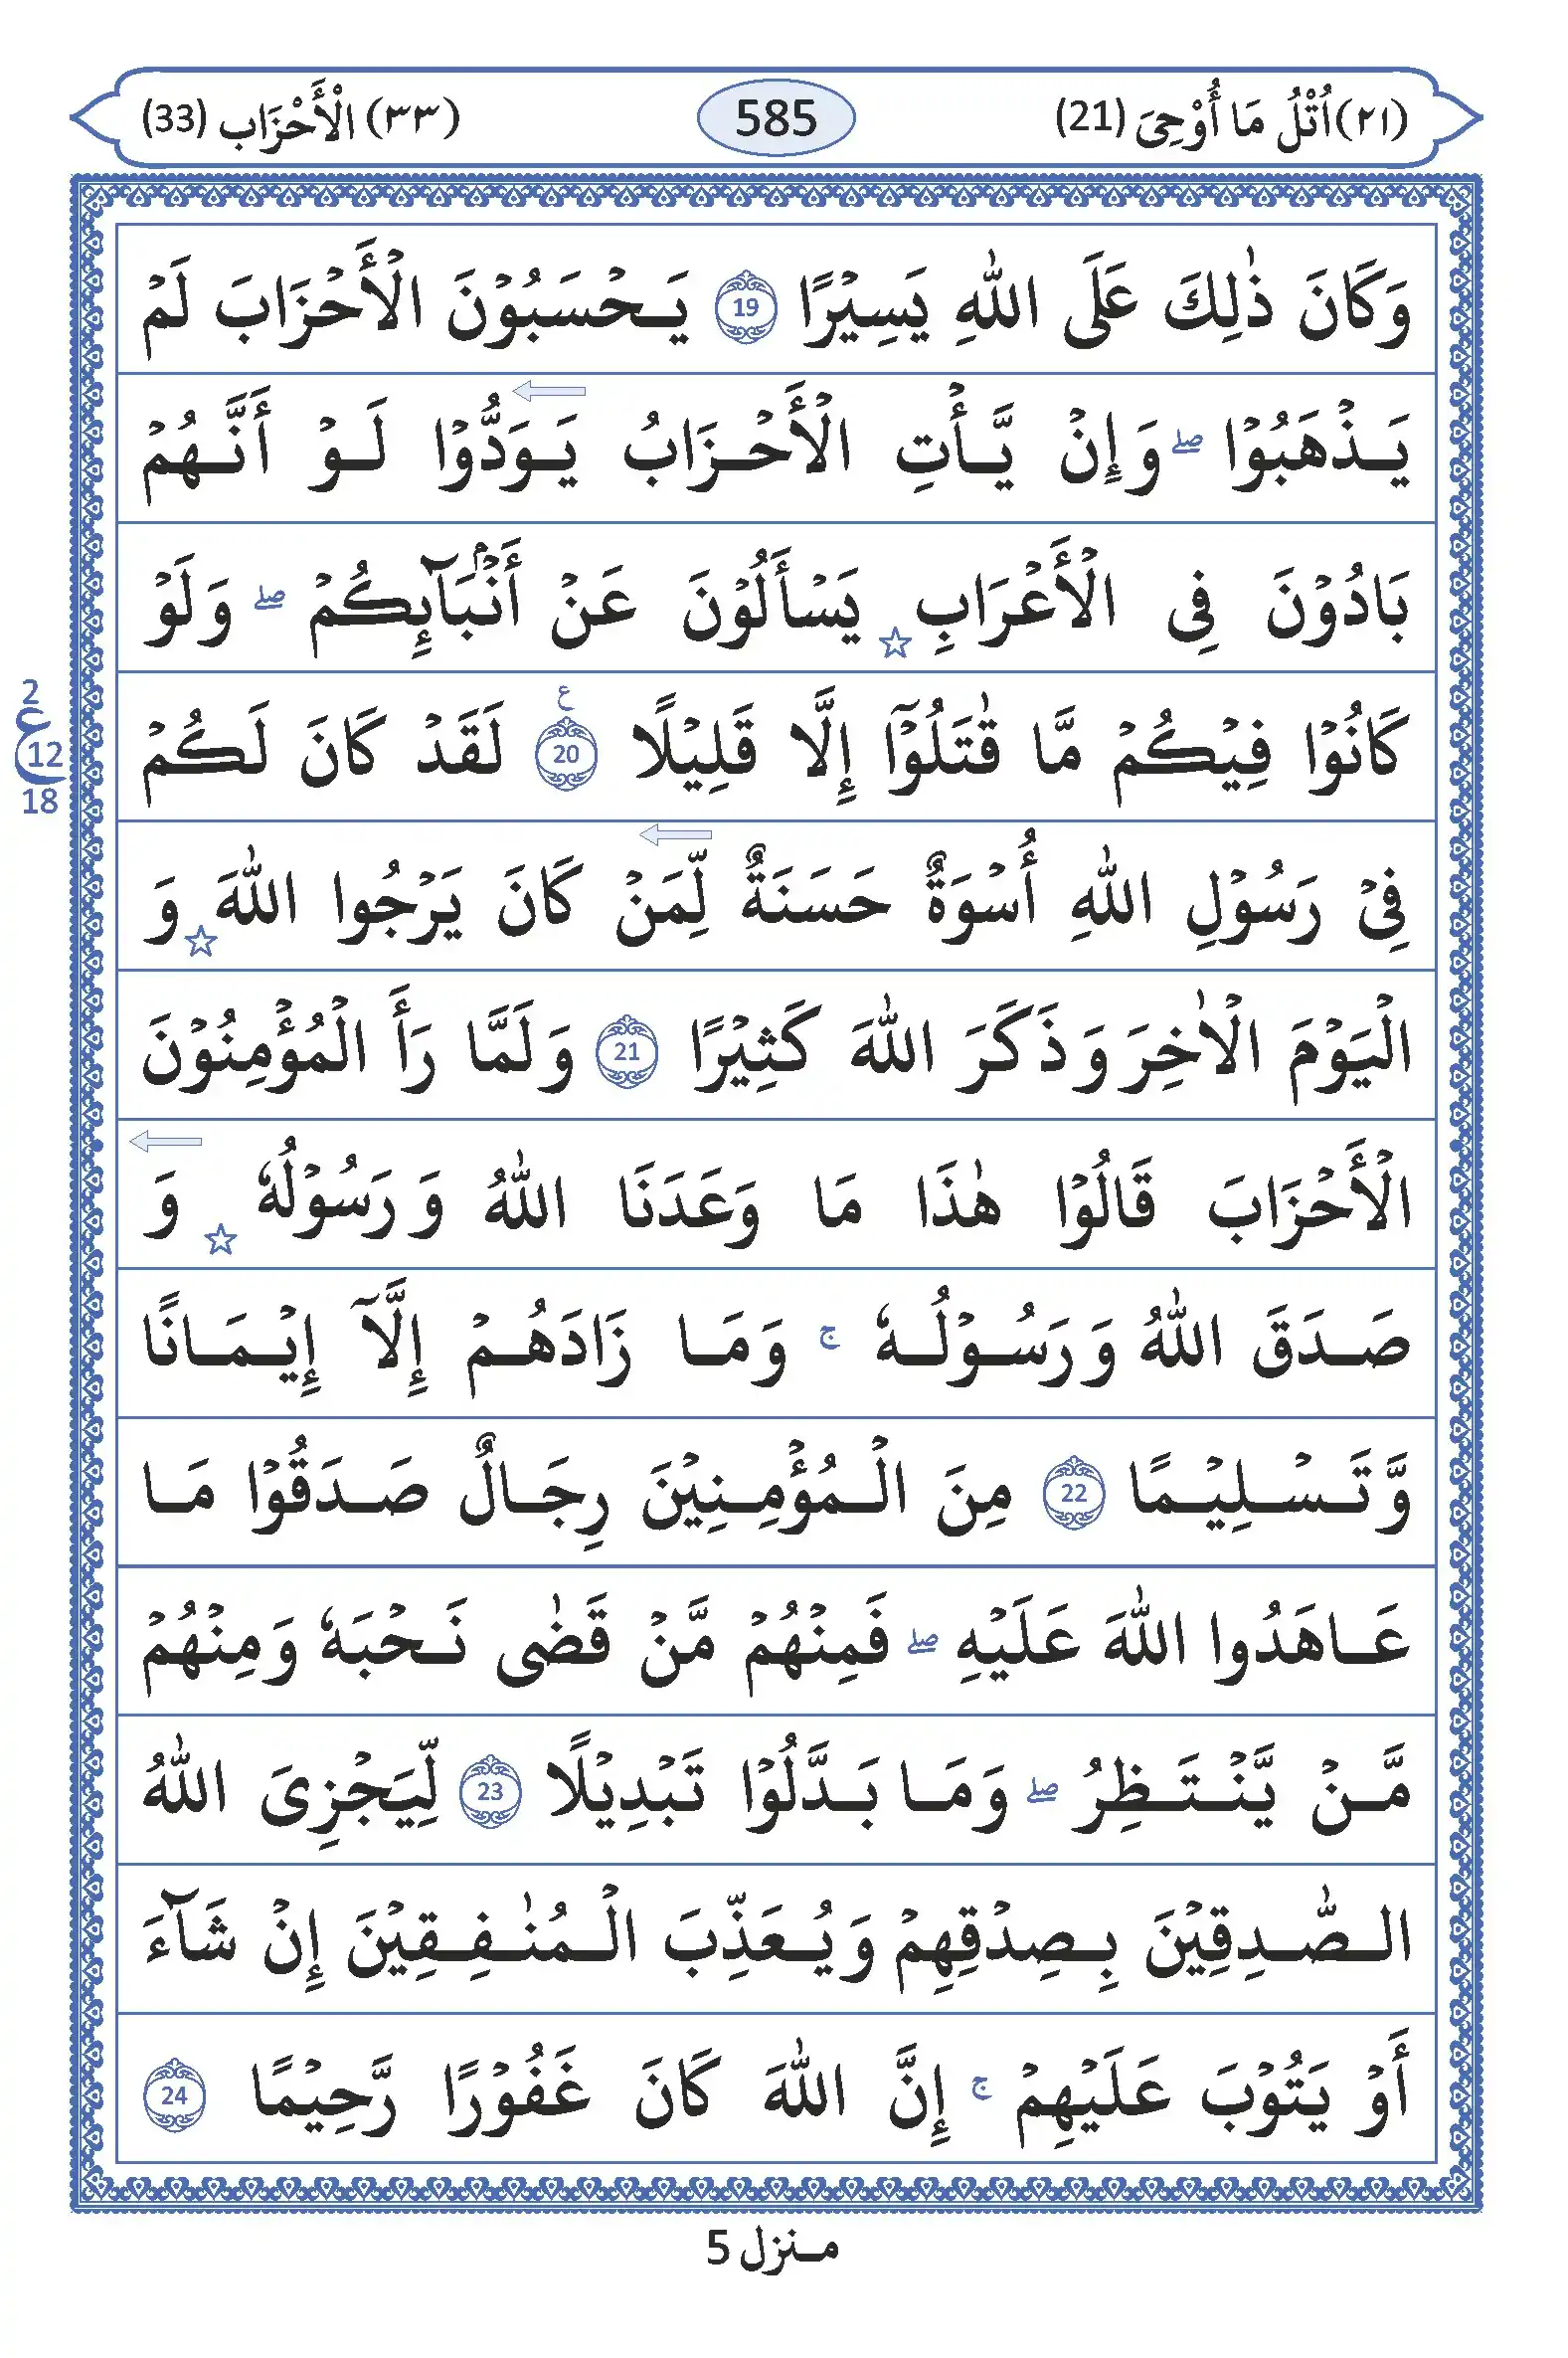 (٢١) اُتْلُ مَا أُوْحِىَ (21) 585 (٣٣) الْأَحْزَاب (33)
وَكَانَ ذٰلِكَ عَلَى اللّٰهِ يَسِيْرًا 19 يَحْسَبُوْنَ الْأَحْزَابَ لَمْ
يَذْهَبُوْا ۖ وَإِنْ يَّأْتِ الْأَحْزَابُ يَوَدُّوْا لَوْ أَنَّهُمْ
بَادُوْنَ فِى الْأَعْرَابِ ☆ يَسْأَلُوْنَ عَنْ أَنْۢبَآئِكُمْ ۖ وَلَوْ
كَانُوْا فِيْكُمْ مَّا قٰتَلُوْٓا إِلَّا قَلِيْلًا 20 ع لَقَدْ كَانَ لَكُمْ
2
ع 12
18
فِىْ رَسُوْلِ اللّٰهِ أُسْوَةٌ حَسَنَةٌ لِّمَنْ كَانَ يَرْجُوا اللّٰهَ ☆ وَ
الْيَوْمَ الْاٰخِرَ وَذَكَرَ اللّٰهَ كَثِيْرًا 21 وَلَمَّا رَأَ الْمُؤْمِنُوْنَ
الْأَحْزَابَ قَالُوْا هٰذَا مَا وَعَدَنَا اللّٰهُ وَرَسُوْلُهٗ ☆ وَ
صَدَقَ اللّٰهُ وَرَسُوْلُهٗ ۚ وَمَا زَادَهُمْ إِلَّآ إِيْمَانًا
وَّتَسْلِيْمًا 22 مِنَ الْمُؤْمِنِيْنَ رِجَالٌ صَدَقُوْا مَا
عَاهَدُوا اللّٰهَ عَلَيْهِ ۖ فَمِنْهُمْ مَّنْ قَضٰى نَحْبَهٗ وَمِنْهُمْ
مَّنْ يَّنْتَظِرُ ۖ وَمَا بَدَّلُوْا تَبْدِيْلًا 23 لِّيَجْزِىَ اللّٰهُ
الصّٰدِقِيْنَ بِصِدْقِهِمْ وَيُعَذِّبَ الْمُنٰفِقِيْنَ إِنْ شَآءَ
أَوْ يَتُوْبَ عَلَيْهِمْ ۚ إِنَّ اللّٰهَ كَانَ غَفُوْرًا رَّحِيْمًا 24
منزل 5